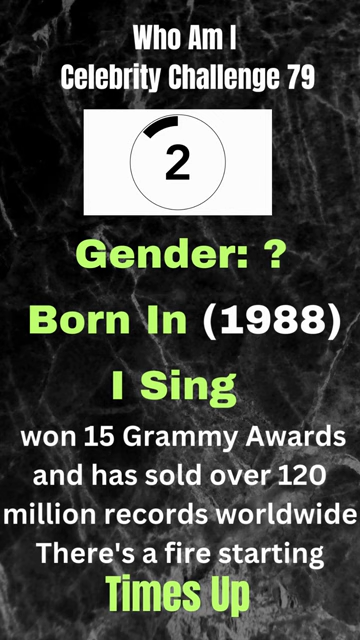 Who Am I
Celebrity Challenge 79
2
Gender: ?
Born In (1988)
I Sing
won 15 Grammy Awards
and has sold over 120
million records worldwide
There's a fire starting
Times Up